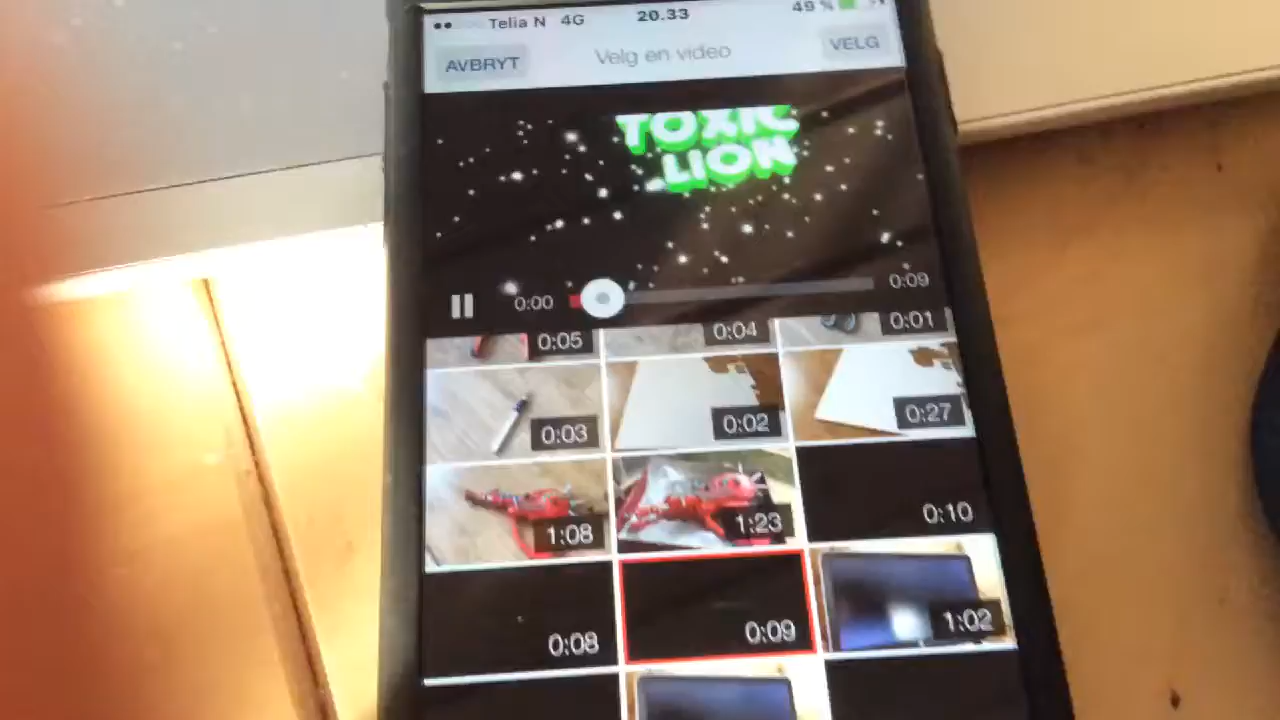 Telia N 4G 20.33 49 %
AVBRYT Velg en video VELG
TOXIC
LION
0:00 0:09
0:05 0:04 0:01
0:03 0:02 0:27
1:08 1:23 0:10
0:08 0:09 1:02